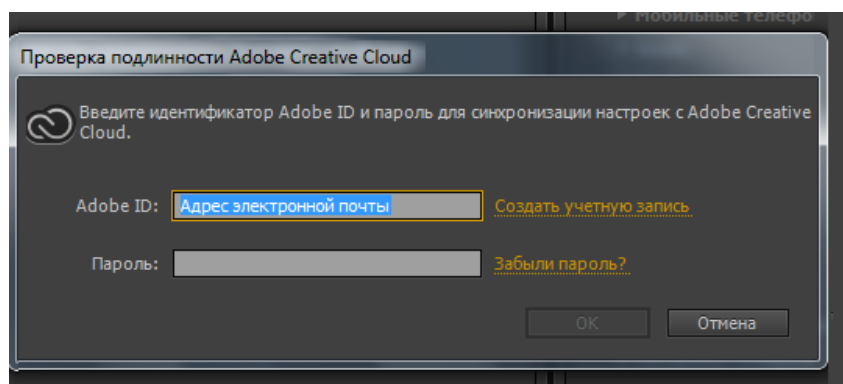 Мобильные телефо
Проверка подлинности Adobe Creative Cloud
Введите идентификатор Adobe ID и пароль для синхронизации настроек с Adobe Creative
Cloud.
Adobe ID: Адрес электронной почты Создать учетную запись
Пароль: Забыли пароль?
OK Отмена